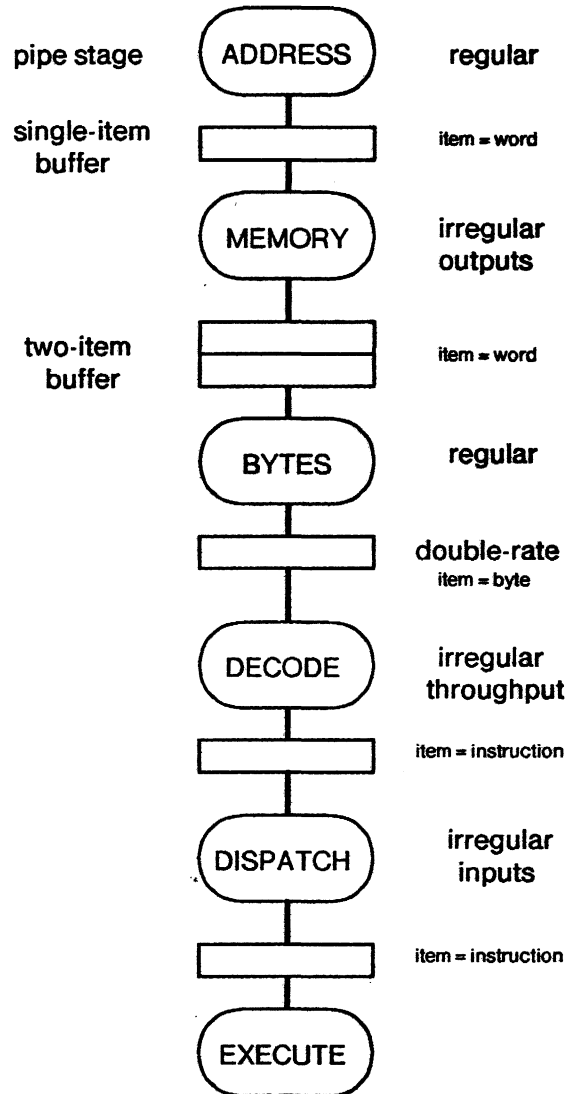 pipe stage
ADDRESS
regular
single-item
buffer
item = word
MEMORY
irregular
outputs
two-item
buffer
item = word
BYTES
regular
double-rate
item = byte
DECODE
irregular
throughput
item = instruction
DISPATCH
irregular
inputs
item = instruction
EXECUTE